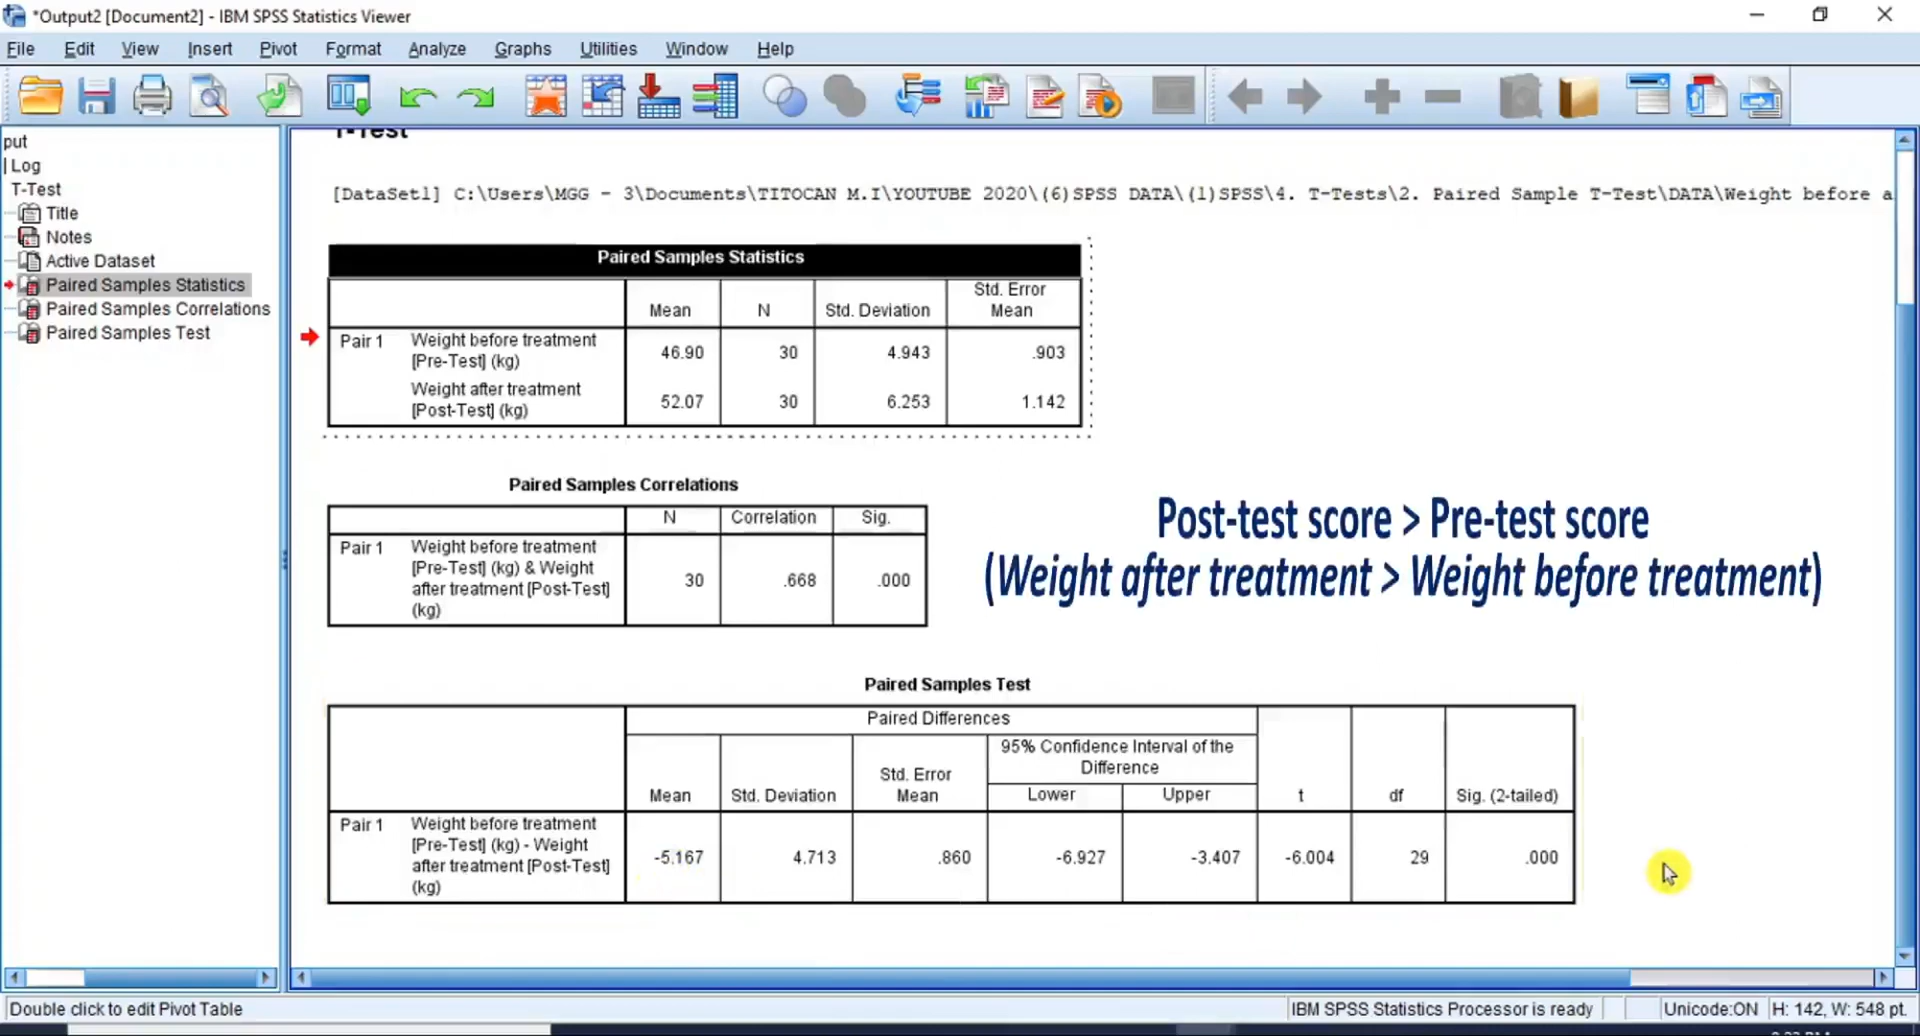 *Output2 [Document2] - IBM SPSS Statistics Viewer
File Edit View Insert Pivot Format Analyze Graphs Utilities Window Help
put
Log
T-Test
Title
Notes
Active Dataset
Paired Samples Statistics
Paired Samples Correlations
Paired Samples Test
T-Test
[DataSet1] C:\Users\MGG - 3\Documents\TITOCAN M.I\YOUTUBE 2020\(6)SPSS DATA\(1)SPSS\4. T-Tests\2. Paired Sample T-Test\DATA\Weight before a
Paired Samples Statistics
Mean N Std. Deviation Std. Error
Mean
Pair 1 Weight before treatment
[Pre-Test] (kg) 46.90 30 4.943 .903
Weight after treatment
[Post-Test] (kg) 52.07 30 6.253 1.142
Paired Samples Correlations
N Correlation Sig.
Pair 1 Weight before treatment
[Pre-Test] (kg) & Weight
after treatment [Post-Test]
(kg) 30 .668 .000
Post-test score > Pre-test score
(Weight after treatment > Weight before treatment)
Paired Samples Test
Paired Differences
95% Confidence Interval of the
Difference
Mean Std. Deviation Std. Error
Mean Lower Upper t df Sig. (2-tailed)
Pair 1 Weight before treatment
[Pre-Test] (kg) - Weight
after treatment [Post-Test]
(kg) -5.167 4.713 .860 -6.927 -3.407 -6.004 29 .000
Double click to edit Pivot Table IBM SPSS Statistics Processor is ready Unicode:ON H: 142, W: 548 pt.